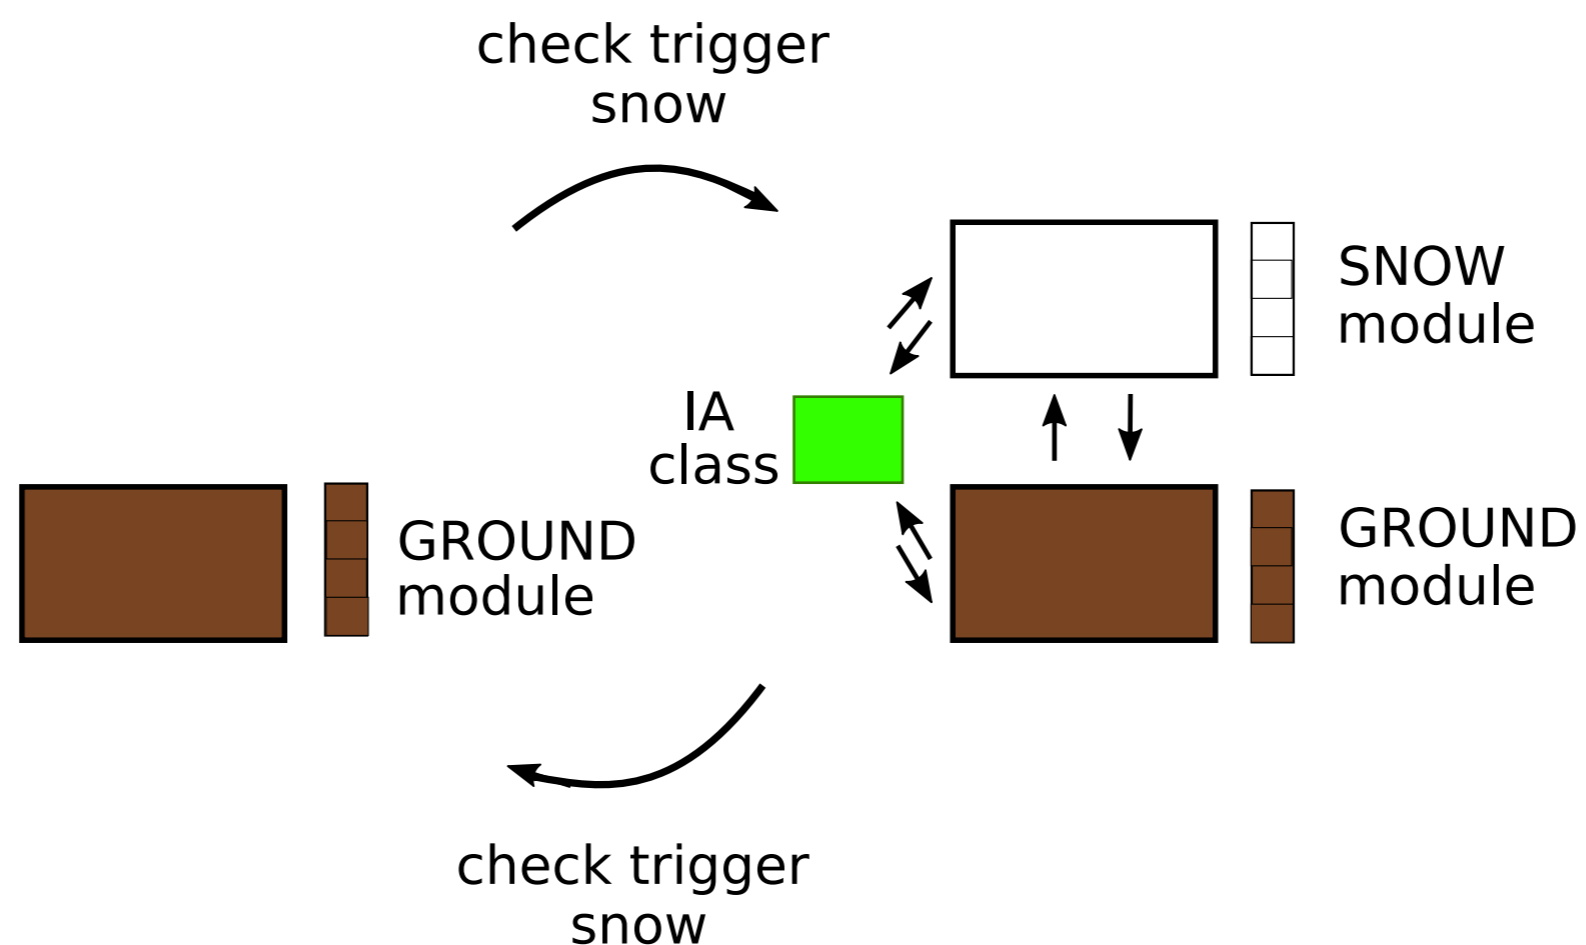 check trigger
snow
SNOW
module
IA
class
GROUND
module
GROUND
module
check trigger
snow